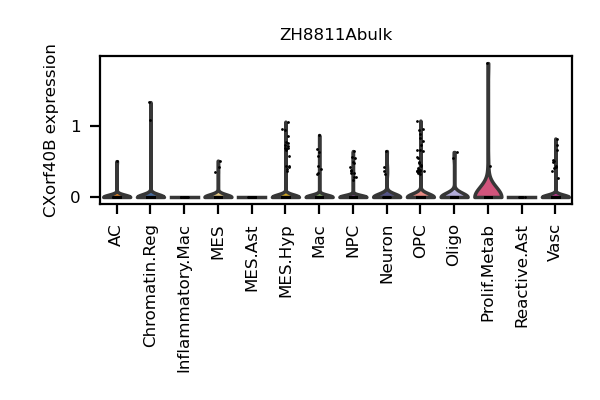 ZH8811Abulk
CXorf40B expression
1
0
AC
Chromatin.Reg
Inflammatory.Mac
MES
MES.Ast
MES.Hyp
Mac
NPC
Neuron
OPC
Oligo
Prolif.Metab
Reactive.Ast
Vasc